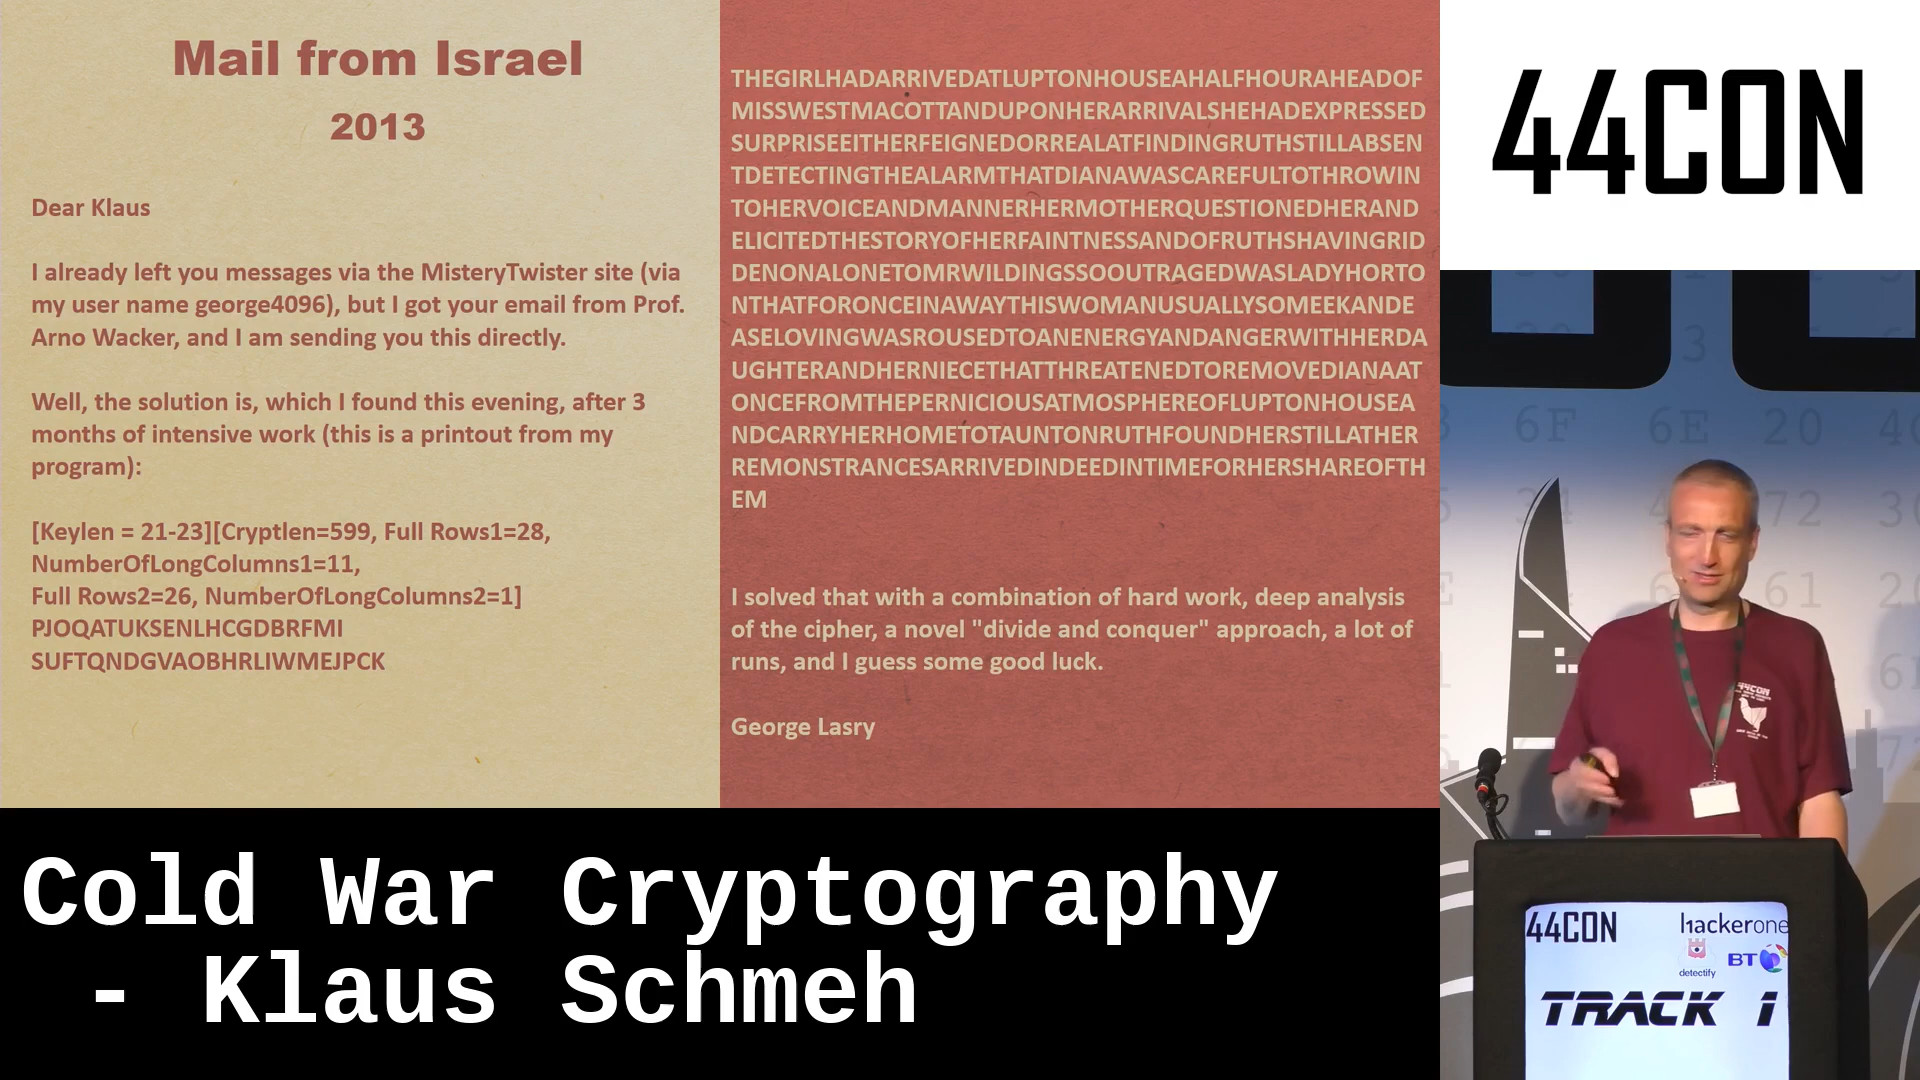 Mail from Israel
2013
Dear Klaus
I already left you messages via the MisteryTwister site (via
my user name george4096), but I got your email from Prof.
Arno Wacker, and I am sending you this directly.
Well, the solution is, which I found this evening, after 3
months of intensive work (this is a printout from my
program):
[Keylen = 21-23][Cryptlen=599, Full Rows1=28,
NumberOfLongColumns1=11,
Full Rows2=26, NumberOfLongColumns2=1]
PJOQATUKSENLHCGDBRFMI
SUFTQNDGVAOBHRLIWMEJPCK
THEGIRLHADARRIVEDATLUPTONHOUSEAHALFHOURAHEADOF
MISSWESTMACOTTANDUPONHERARRIVALSHEHADEXPRESSED
SURPRISEEITHERFEIGNEDORREALATFINDINGRUTHSTILLABSEN
TDETECTINGTHEALARMTHATDIANAWASCAREFULTOTHROWIN
TOHERVOICEANDMANNERHERMOTHERQUESTIONEDHERAND
ELICITEDTHESTORYOFHERFAINTNESSANDOFRUTHSHAVINGRID
DENONALONETOMRWILDINGSSOOUTRAGEDWASLADYHORTO
NTHATFORONCEINAWAYTHISWOMANUSUALLYSOMEEKANDE
ASELOVINGWASROUSEDTOANENERGYANDANGERWITHHERDA
UGHTERANDHERNIECETHATTHREATENEDTOREMOVEDIANAAT
ONCEFROMTHEPERNICIOUSATMOSPHEREOFLUPTONHOUSEA
NDCARRYHERHOMETOTAUNTONRUTHFOUNDHERSTILLATHER
REMONSTRANCESARRIVEDINDEEDINTIMEFORHERSHAREOFTH
EM
I solved that with a combination of hard work, deep analysis
of the cipher, a novel "divide and conquer" approach, a lot of
runs, and I guess some good luck.
George Lasry
44CON
6F 6E 20
72
61
44CON
hackerone
detectify
BT
TRACK 1
Cold War Cryptography
- Klaus Schmeh